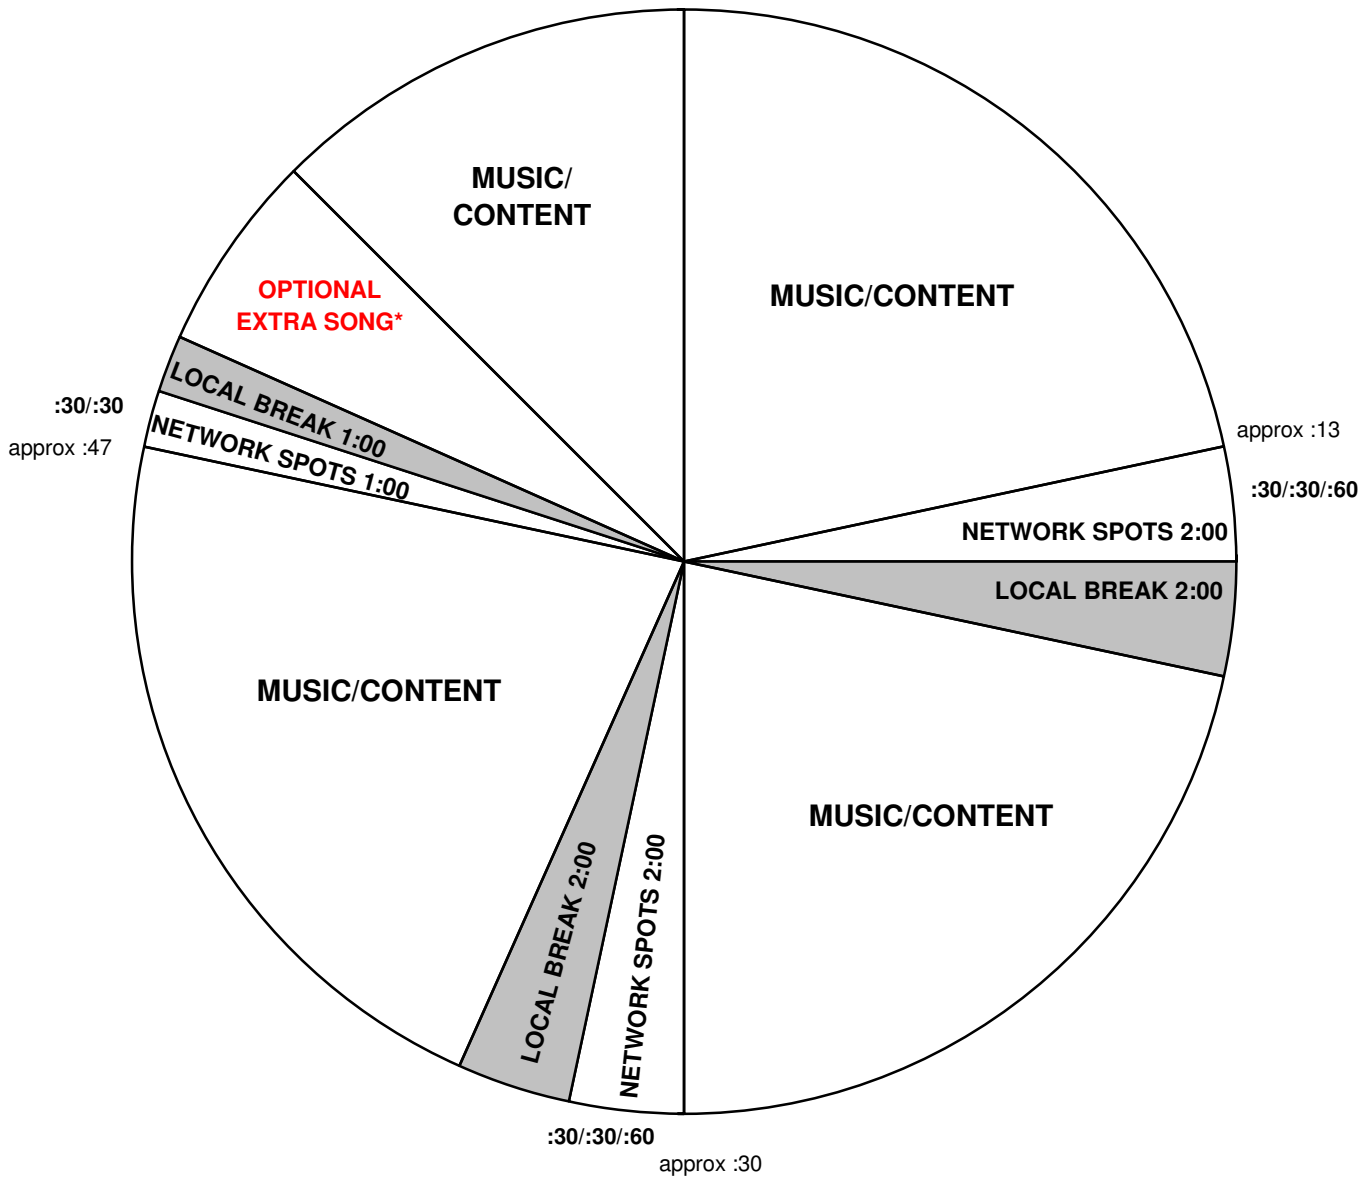 MUSIC/
CONTENT
MUSIC/CONTENT
OPTIONAL
EXTRA SONG*
LOCAL BREAK 1:00
:30/:30
NETWORK SPOTS 1:00
approx :47
approx :13
:30/:30/:60
NETWORK SPOTS 2:00
LOCAL BREAK 2:00
MUSIC/CONTENT
MUSIC/CONTENT
LOCAL BREAK 2:00
NETWORK SPOTS 2:00
:30/:30/:60
approx :30